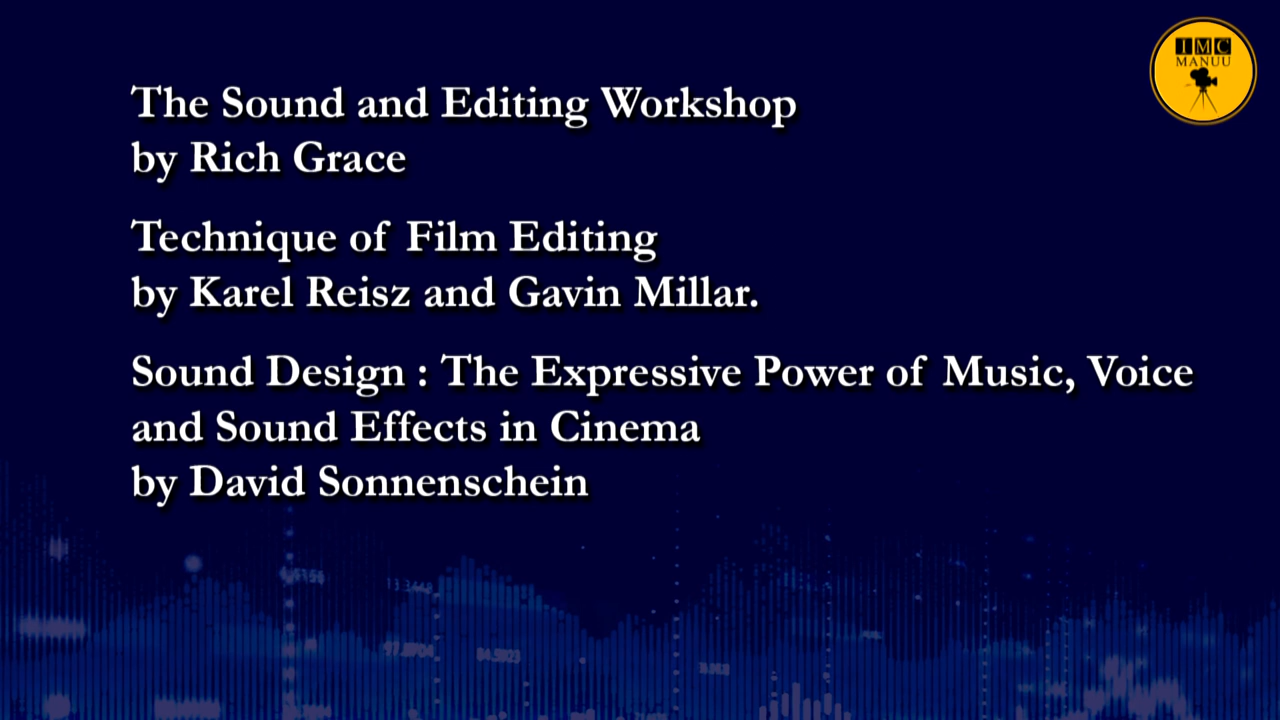 IMC
MANUU
The Sound and Editing Workshop
by Rich Grace
Technique of Film Editing
by Karel Reisz and Gavin Millar.
Sound Design : The Expressive Power of Music, Voice
and Sound Effects in Cinema
by David Sonnenschein